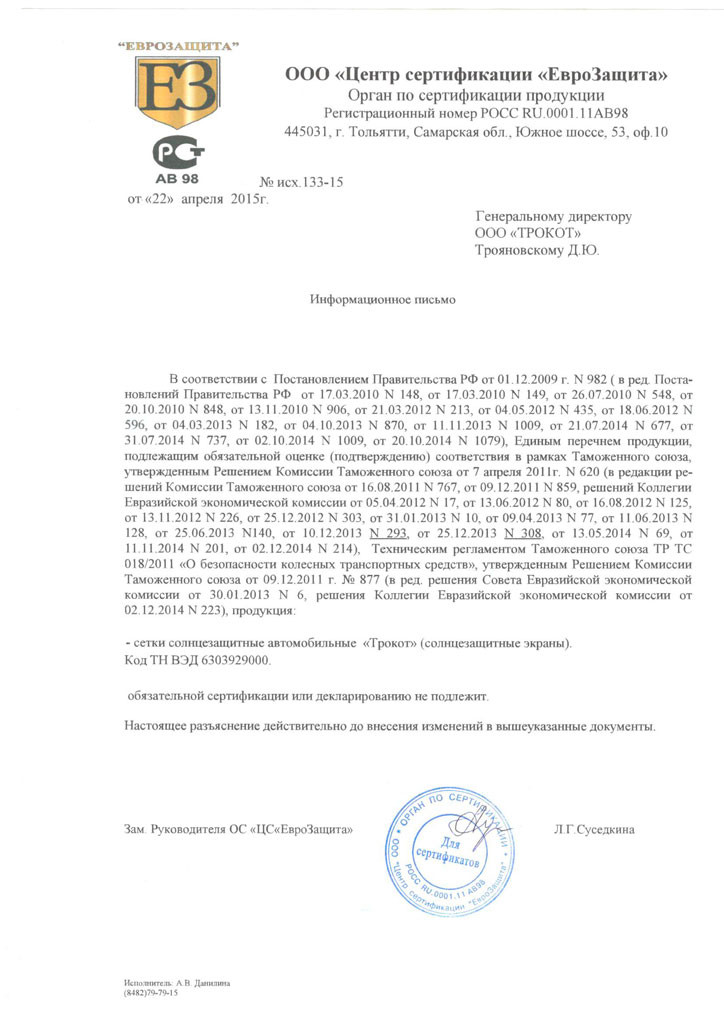 "ЕВРОЗАЩИТА"
ЕЗ
РСТ
АВ 98
ООО «Центр сертификации «ЕвроЗащита»
Орган по сертификации продукции
Регистрационный номер РОСС RU.0001.11АВ98
445031, г. Тольятти, Самарская обл., Южное шоссе, 53, оф.10
№ исх.133-15
от «22» апреля 2015г.
Генеральному директору
ООО «ТРОКОТ»
Трояновскому Д.Ю.
Информационное письмо
В соответствии с Постановлением Правительства РФ от 01.12.2009 г. N 982 ( в ред. Поста-
новлений Правительства РФ от 17.03.2010 N 148, от 17.03.2010 N 149, от 26.07.2010 N 548, от
20.10.2010 N 848, от 13.11.2010 N 906, от 21.03.2012 N 213, от 04.05.2012 N 435, от 18.06.2012 N
596, от 04.03.2013 N 182, от 04.10.2013 N 870, от 11.11.2013 N 1009, от 21.07.2014 N 677, от
31.07.2014 N 737, от 02.10.2014 N 1009, от 20.10.2014 N 1079), Единым перечнем продукции,
подлежащим обязательной оценке (подтверждению) соответствия в рамках Таможенного союза,
утвержденным Решением Комиссии Таможенного союза от 7 апреля 2011г. N 620 (в редакции ре-
шений Комиссии Таможенного союза от 16.08.2011 N 767, от 09.12.2011 N 859, решений Коллегии
Евразийской экономической комиссии от 05.04.2012 N 17, от 13.06.2012 N 80, от 16.08.2012 N 125,
от 13.11.2012 N 226, от 25.12.2012 N 303, от 31.01.2013 N 10, от 09.04.2013 N 77, от 11.06.2013 N
128, от 25.06.2013 N140, от 10.12.2013 N 293, от 25.12.2013 N 308, от 13.05.2014 N 69, от
11.11.2014 N 201, от 02.12.2014 N 214), Техническим регламентом Таможенного союза ТР ТС
018/2011 «О безопасности колесных транспортных средств», утвержденным Решением Комиссии
Таможенного союза от 09.12.2011 г. № 877 (в ред. решения Совета Евразийской экономической
комиссии от 30.01.2013 N 6, решения Коллегии Евразийской экономической комиссии от
02.12.2014 N 223), продукция:
- сетки солнцезащитные автомобильные «Трокот» (солнцезащитные экраны).
Код ТН ВЭД 6303929000.
обязательной сертификации или декларированию не подлежит.
Настоящее разъяснение действительно до внесения изменений в вышеуказанные документы.
Зам. Руководителя ОС «ЦС«ЕвроЗащита»
Л.Г.Суседкина
ОРГАН ПО СЕРТИФИКАЦИИ
ООО "Центр сертификации "ЕвроЗащита"
РОСС RU.0001.11 АВ98
Для
сертификатов
Исполнитель: А.В. Данилина
(8482)79-79-15